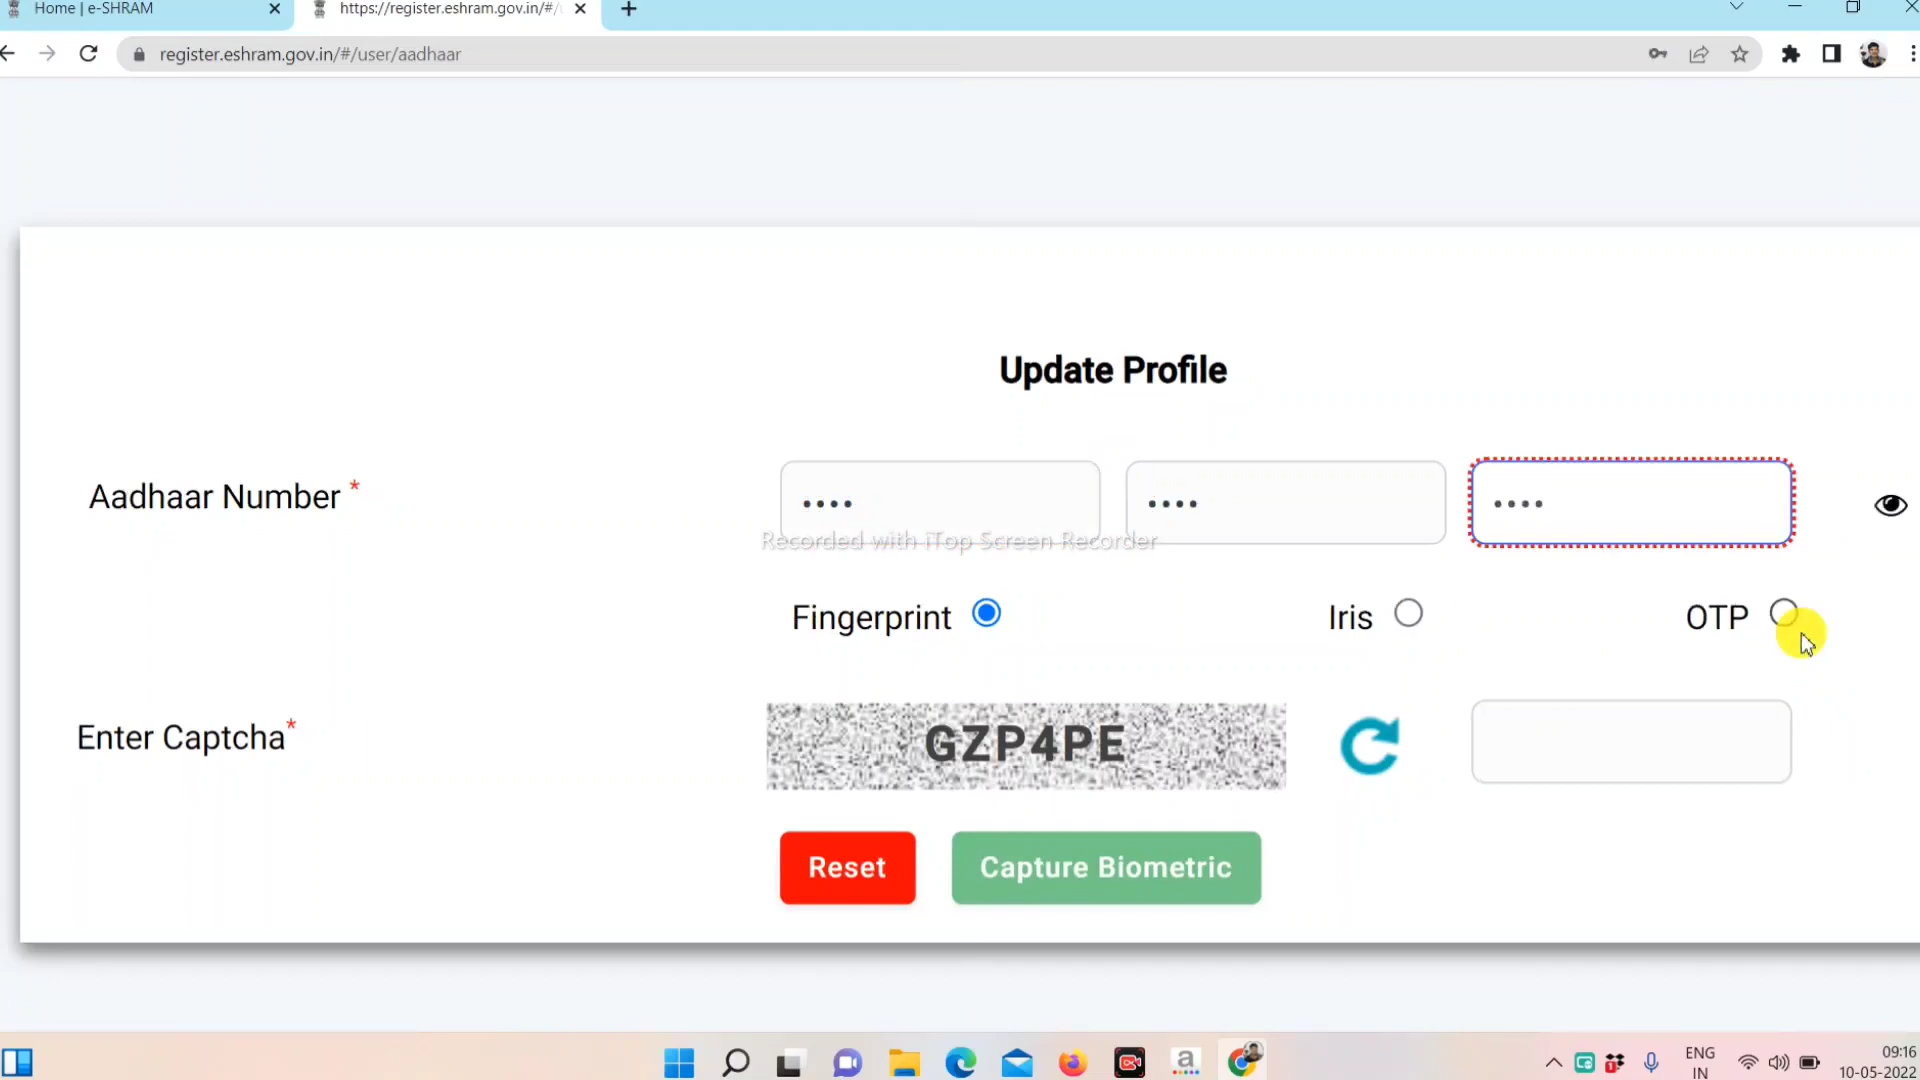 Home | e-SHRAM
https://register.eshram.gov.in/#/
register.eshram.gov.in/#/user/aadhaar
Update Profile
Aadhaar Number *
•••• •••• ••••
Recorded with iTop Screen Recorder
Fingerprint Iris OTP
Enter Captcha*
GZP4PE
Reset Capture Biometric
ENG
IN
09:16
10-05-2022